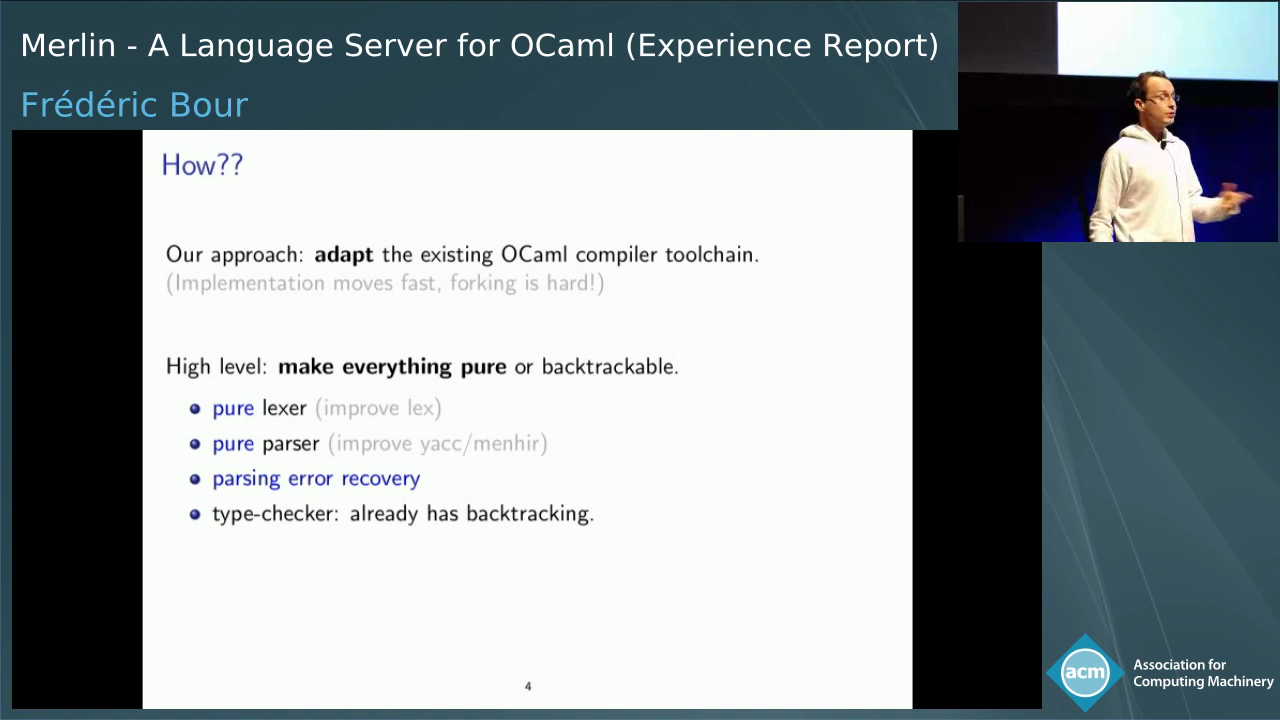 Merlin - A Language Server for OCaml (Experience Report)
Frédéric Bour
How??
Our approach: adapt the existing OCaml compiler toolchain.
(Implementation moves fast, forking is hard!)
High level: make everything pure or backtrackable.
pure lexer (improve lex)
pure parser (improve yacc/menhir)
parsing error recovery
type-checker: already has backtracking.
4
acm
Association for
Computing Machinery